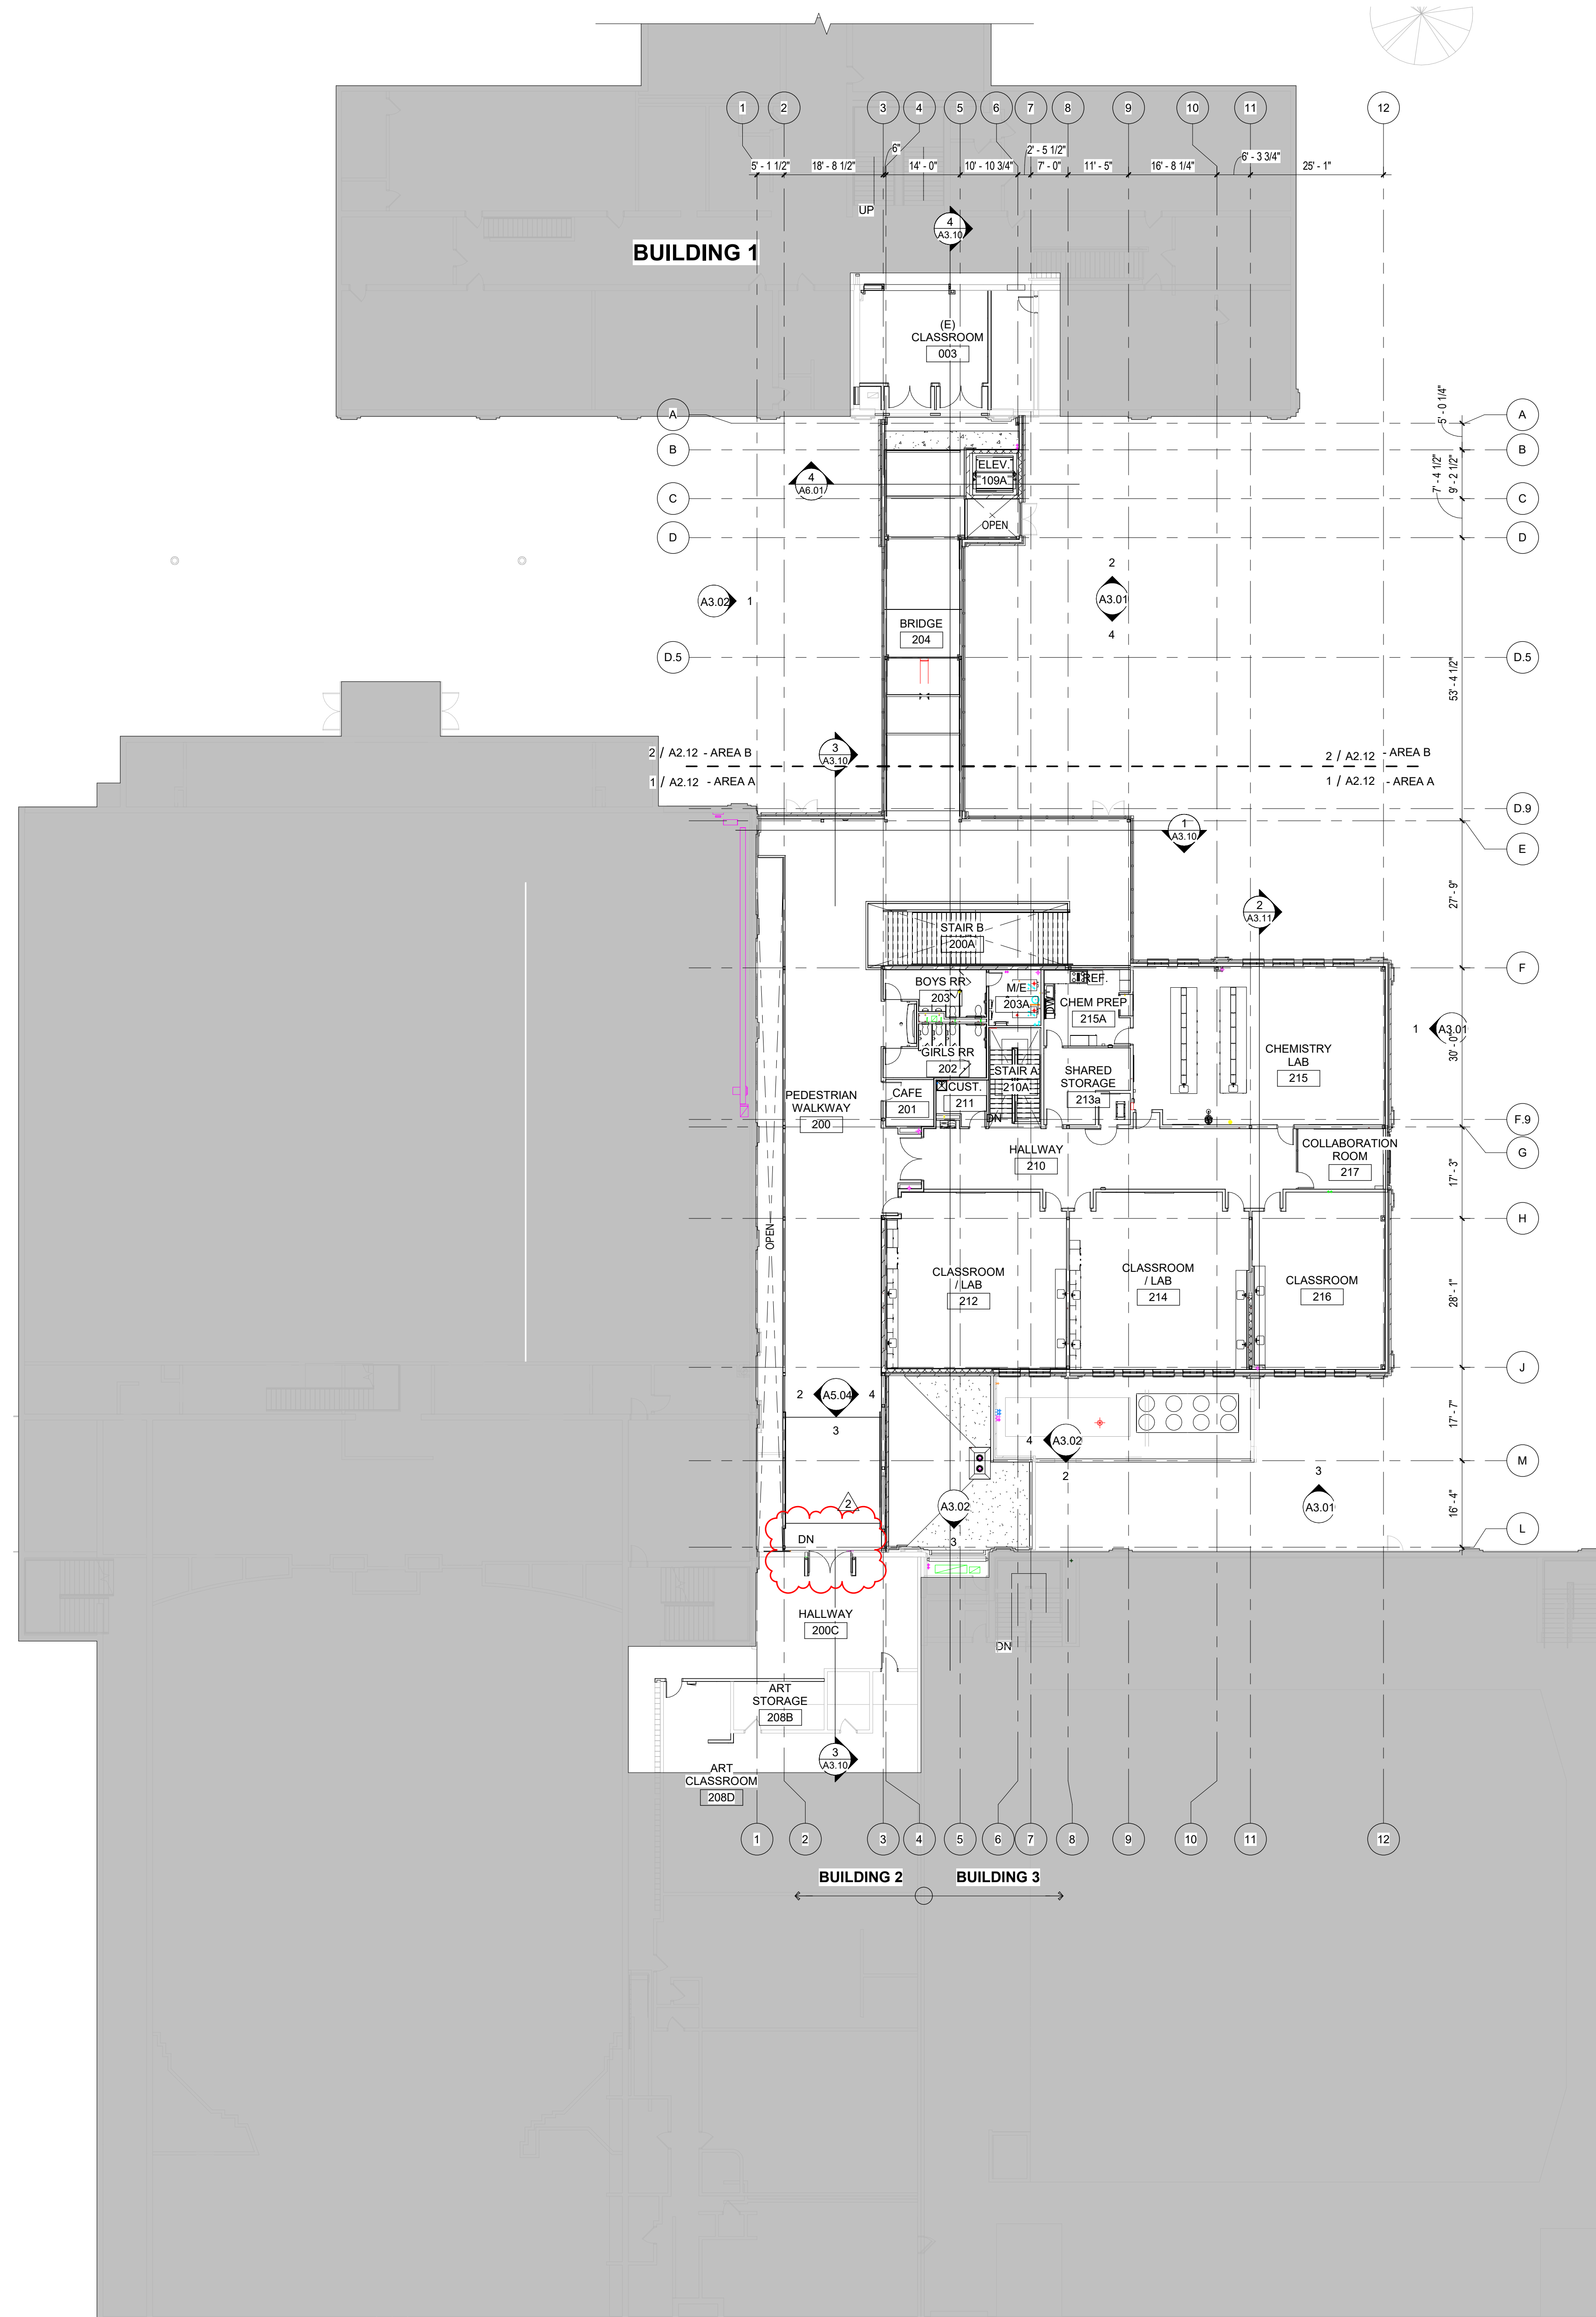 1 2 3 4 5 6 7 8 9 10 11 12
5' - 1 1/2" 18' - 8 1/2" 6" 14' - 0" 10' - 10 3/4" 2' - 5 1/2" 7' - 0" 11' - 5" 16' - 8 1/4" 6' - 3 3/4" 25' - 1"
UP
4
A3.10
BUILDING 1
(E)
CLASSROOM
003
A A
5' - 0 1/4"
B B
ELEV.
109A
7' - 4 1/2"
9' - 2 1/2"
4
A6.01
C C
OPEN
D D
2
A3.02 1
A3.01
4
BRIDGE
204
D.5 D.5
53' - 4 1/2"
2 / A2.12 - AREA B
3
A3.10
2 / A2.12 - AREA B
1 / A2.12 - AREA A
1 / A2.12 - AREA A
D.9
1
A3.10
E
27' - 9"
2
A3.11
STAIR B
200A
F
BOYS RR
203
M/E
203A
REF.
DW
CHEM PREP
215A
1 A3.01
30' - 0"
GIRLS RR
202
CHEMISTRY
LAB
215
STAIR A
210A
SHARED
STORAGE
213a
CUST.
211
CAFE
201
PEDESTRIAN
WALKWAY
200
DN
F.9
G
HALLWAY
210
COLLABORATION
ROOM
217
17' - 3"
H
OPEN
CLASSROOM
/ LAB
212
CLASSROOM
/ LAB
214
CLASSROOM
216
28' - 1"
J
2 A5.04 4
3
17' - 7"
4 A3.02
2
M
3
A3.01
2
A3.02
3
16' - 4"
L
DN
HALLWAY
200C
DN
ART
STORAGE
208B
3
A3.10
ART
CLASSROOM
208D
1 2 3 4 5 6 7 8 9 10 11 12
BUILDING 2 BUILDING 3